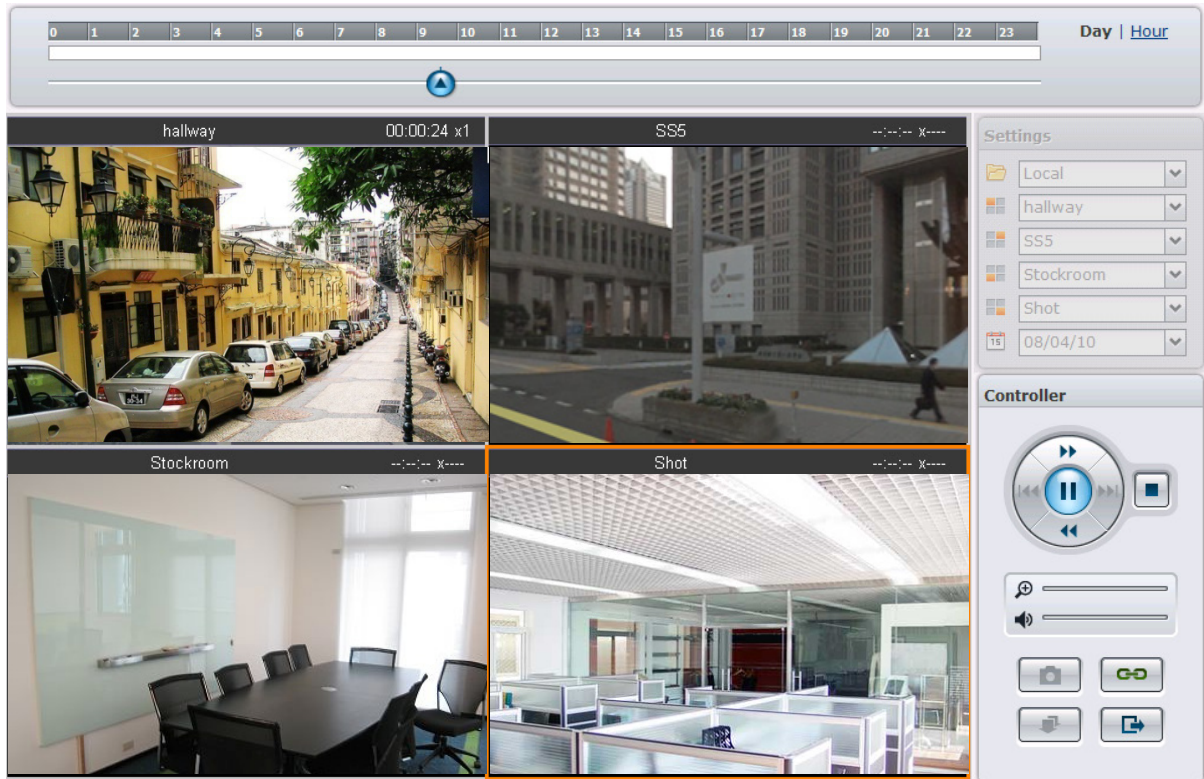 0 1 2 3 4 5 6 7 8 9 10 11 12 13 14 15 16 17 18 19 20 21 22 23
Day | Hour
hallway 00:00:24 x1
SS5 --:--:-- x----
Settings
Local
hallway
SS5
Stockroom
Shot
15 08/04/10
Controller
Stockroom --:--:-- x----
Shot --:--:-- x----